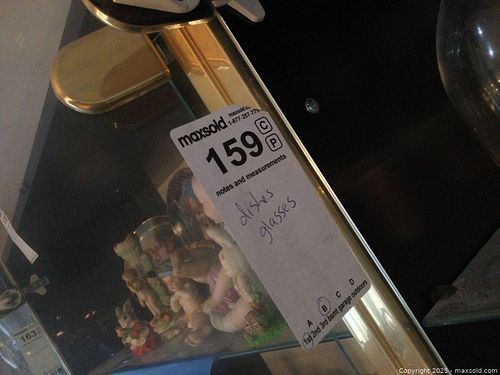 maxsold
159 C
P
notes and measurements
dishes
glasses
A B C D
1st 2nd 3rd bsmt garage outdoors
163
Copyright 2025 - maxsold.com